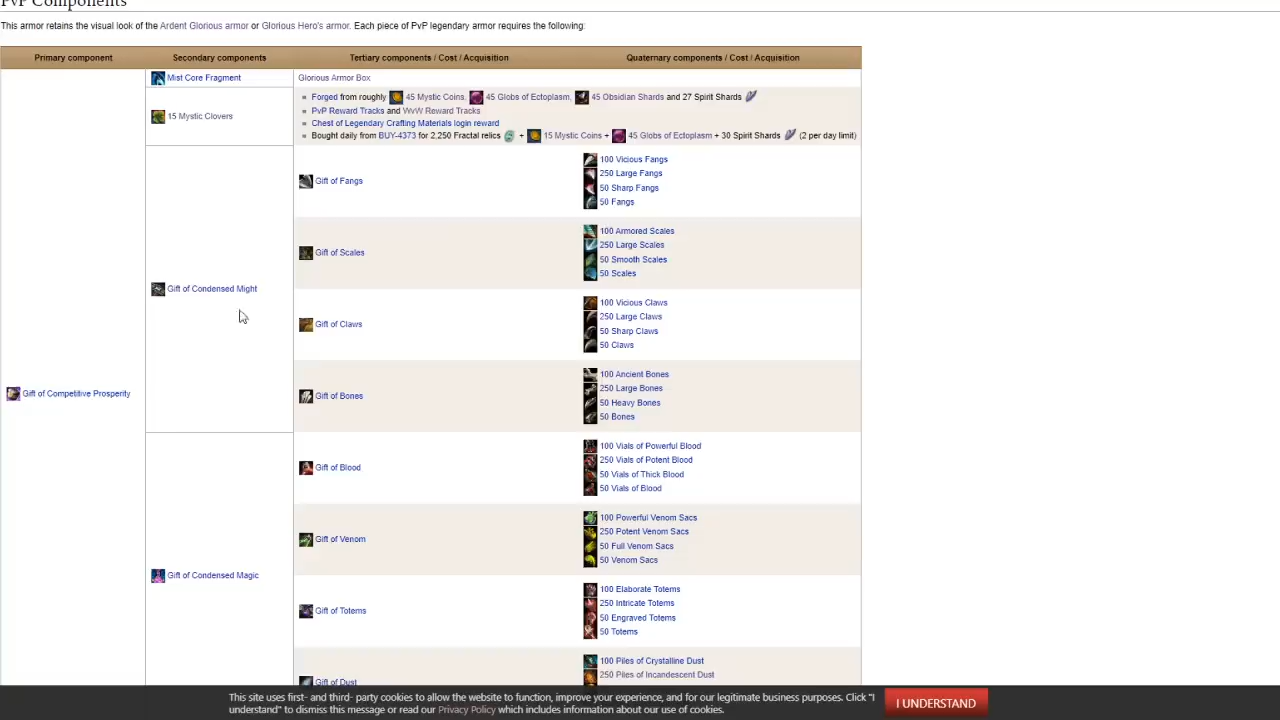 PvP Components
This armor retains the visual look of the Ardent Glorious armor or Glorious Hero's armor. Each piece of PvP legendary armor requires the following:
Primary component
Secondary components
Tertiary components / Cost / Acquisition
Quaternary components / Cost / Acquisition
Mist Core Fragment
Glorious Armor Box
15 Mystic Clovers
Forged from roughly 45 Mystic Coins, 45 Globs of Ectoplasm, 45 Obsidian Shards and 27 Spirit Shards
PvP Reward Tracks and WvW Reward Tracks
Chest of Legendary Crafting Materials login reward
Bought daily from BUY-4373 for 2,250 Fractal relics + 15 Mystic Coins + 45 Globs of Ectoplasm + 30 Spirit Shards (2 per day limit)
Gift of Competitive Prosperity
Gift of Condensed Might
Gift of Fangs
100 Vicious Fangs
250 Large Fangs
50 Sharp Fangs
50 Fangs
Gift of Scales
100 Armored Scales
250 Large Scales
50 Smooth Scales
50 Scales
Gift of Claws
100 Vicious Claws
250 Large Claws
50 Sharp Claws
50 Claws
Gift of Bones
100 Ancient Bones
250 Large Bones
50 Heavy Bones
50 Bones
Gift of Condensed Magic
Gift of Blood
100 Vials of Powerful Blood
250 Vials of Potent Blood
50 Vials of Thick Blood
50 Vials of Blood
Gift of Venom
100 Powerful Venom Sacs
250 Potent Venom Sacs
50 Full Venom Sacs
50 Venom Sacs
Gift of Totems
100 Elaborate Totems
250 Intricate Totems
50 Engraved Totems
50 Totems
Gift of Dust
100 Piles of Crystalline Dust
250 Piles of Incandescent Dust
This site uses first- and third- party cookies to allow the website to function, improve your experience, and for our legitimate business purposes. Click "I
understand" to dismiss this message or read our Privacy Policy which includes information about our use of cookies.
I UNDERSTAND